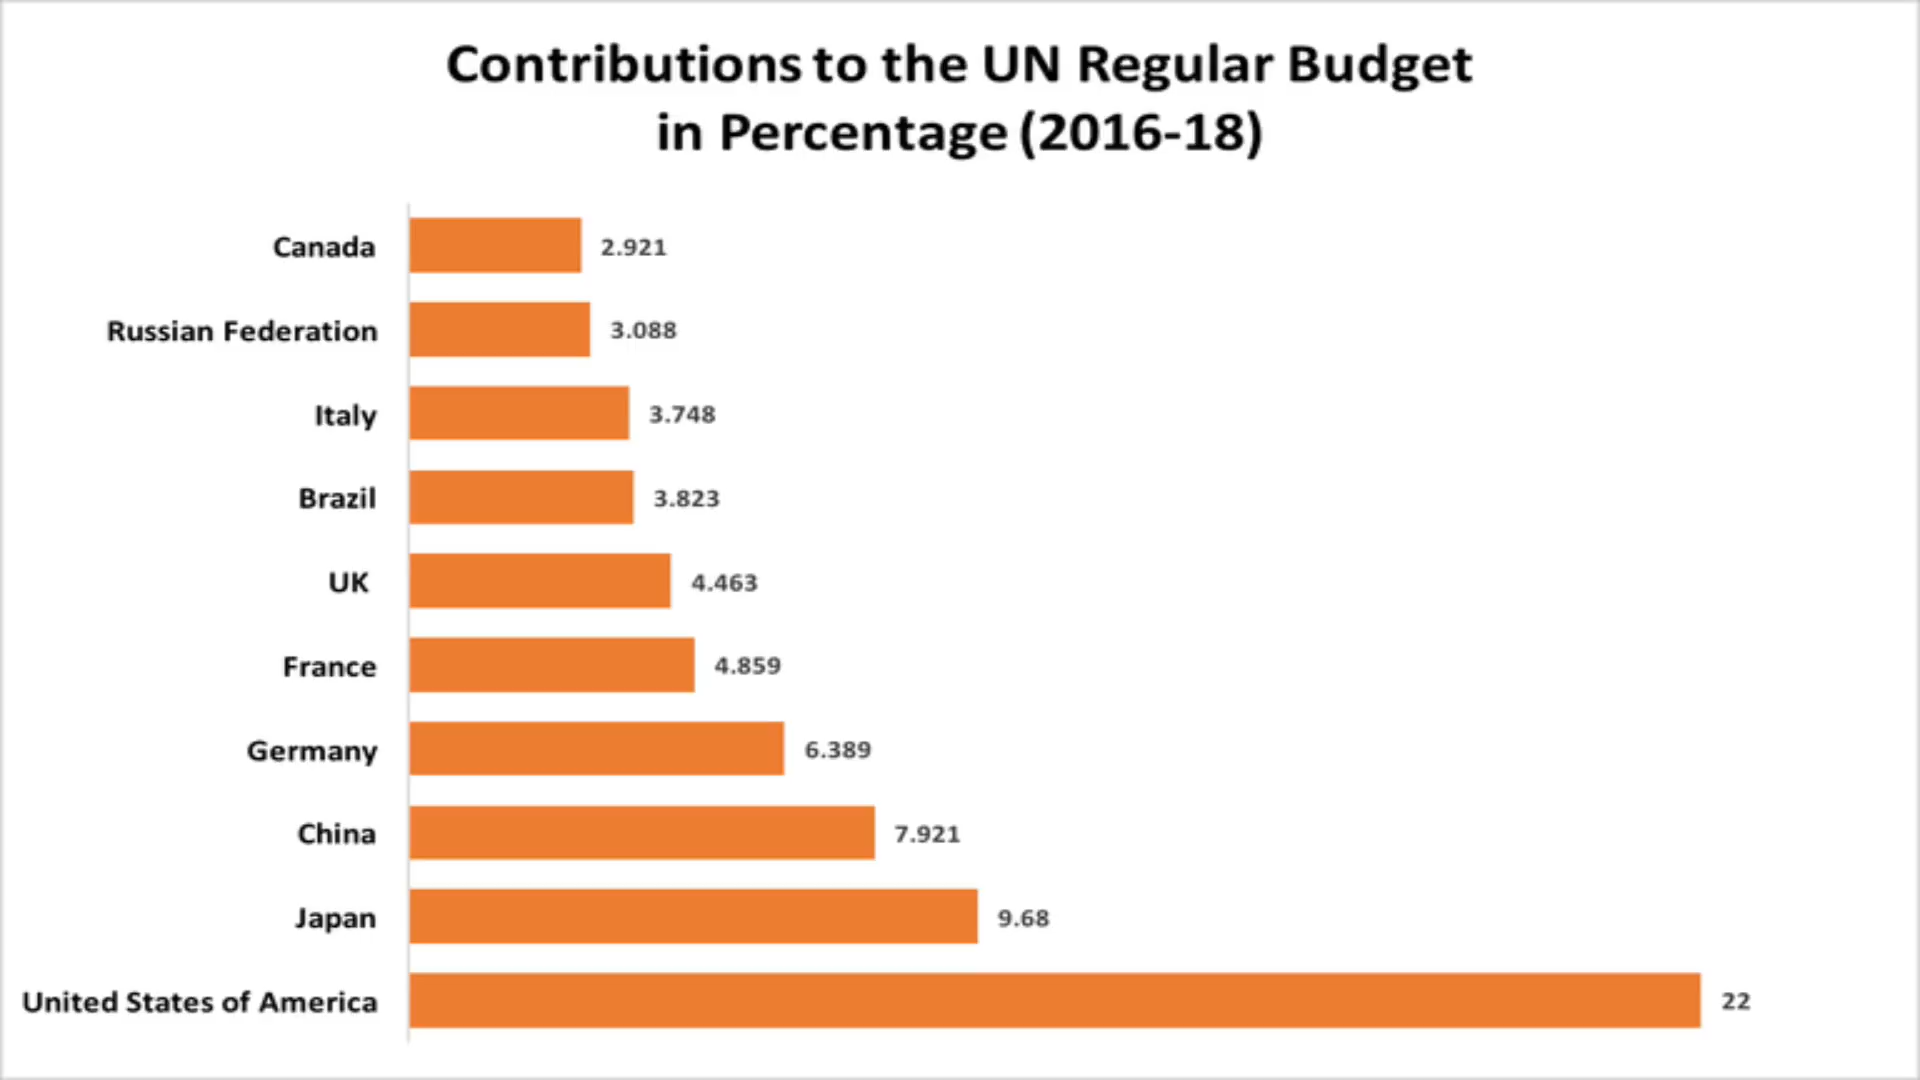 Contributions to the UN Regular Budget
in Percentage (2016-18)
Canada 2.921
Russian Federation 3.088
Italy 3.748
Brazil 3.823
UK 4.463
France 4.859
Germany 6.389
China 7.921
Japan 9.68
United States of America 22